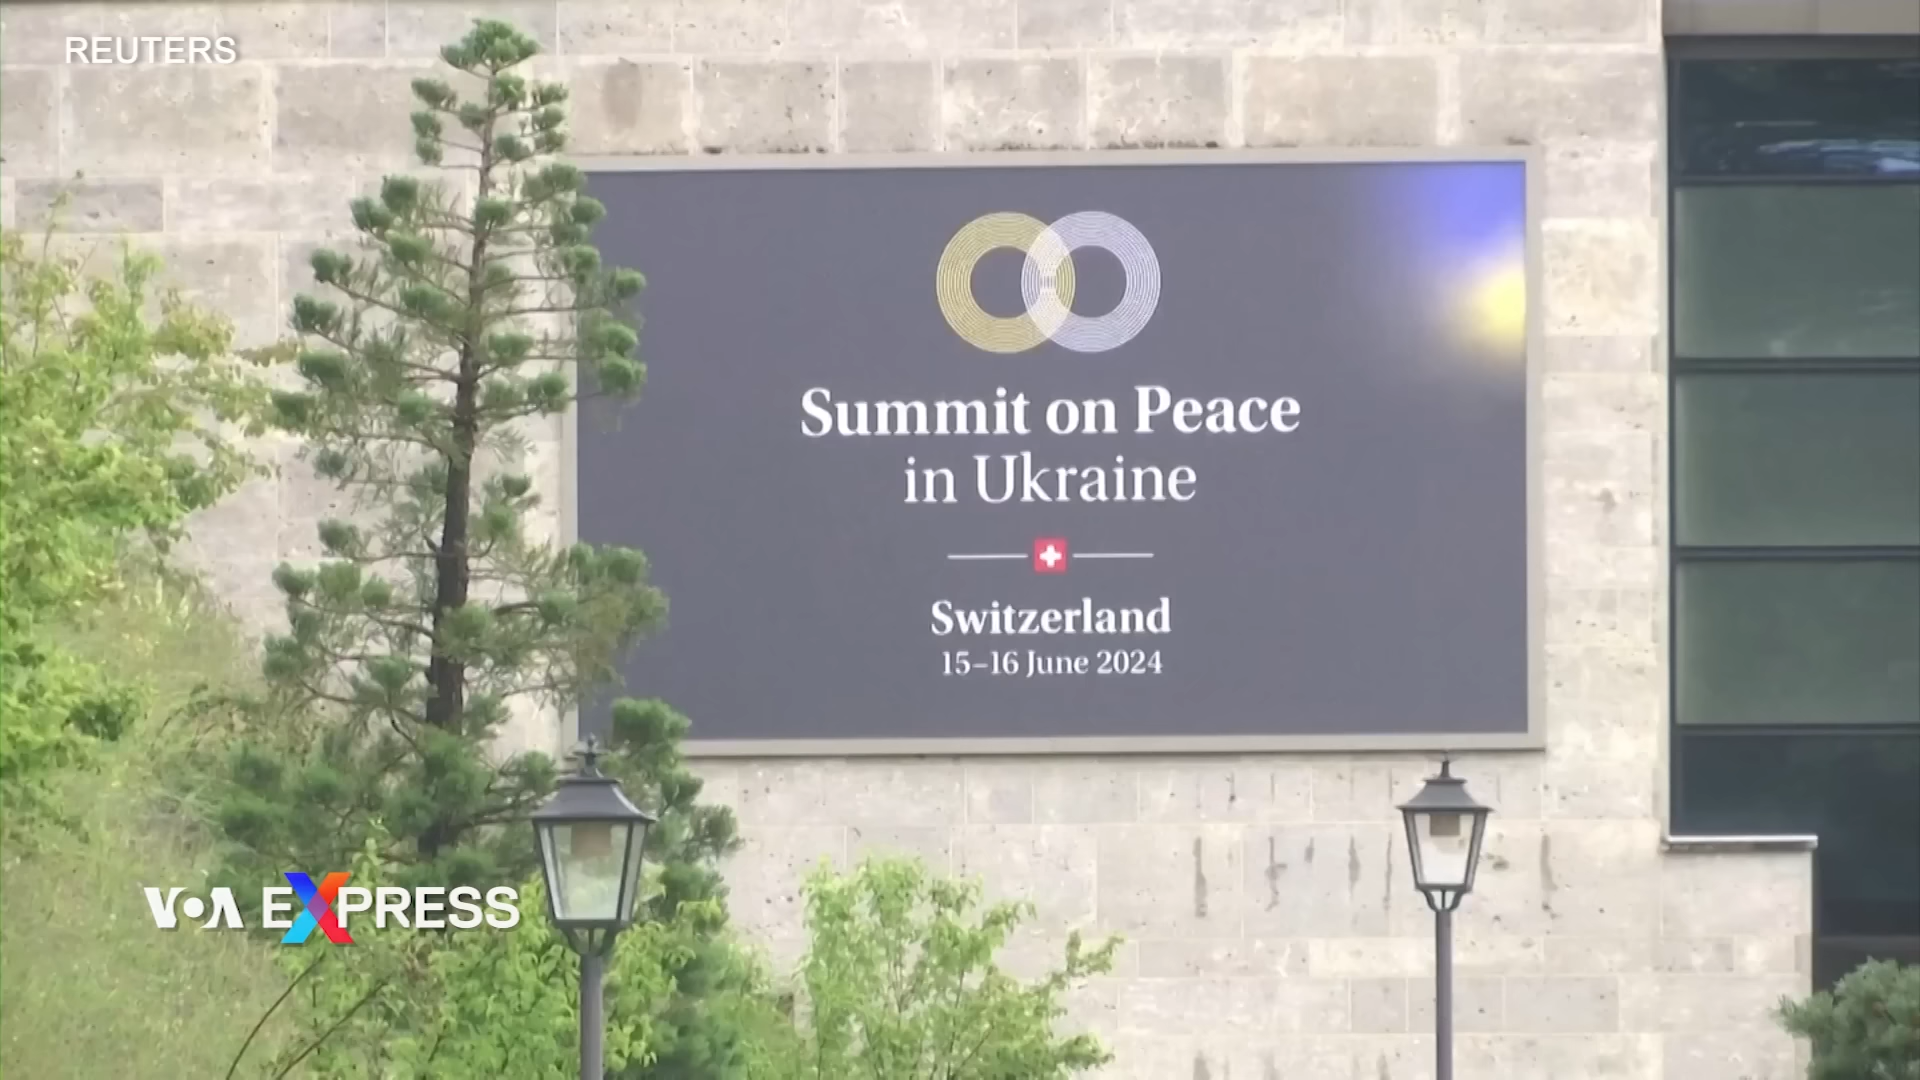 REUTERS
Summit on Peace
in Ukraine
Switzerland
15–16 June 2024
VOA EXPRESS